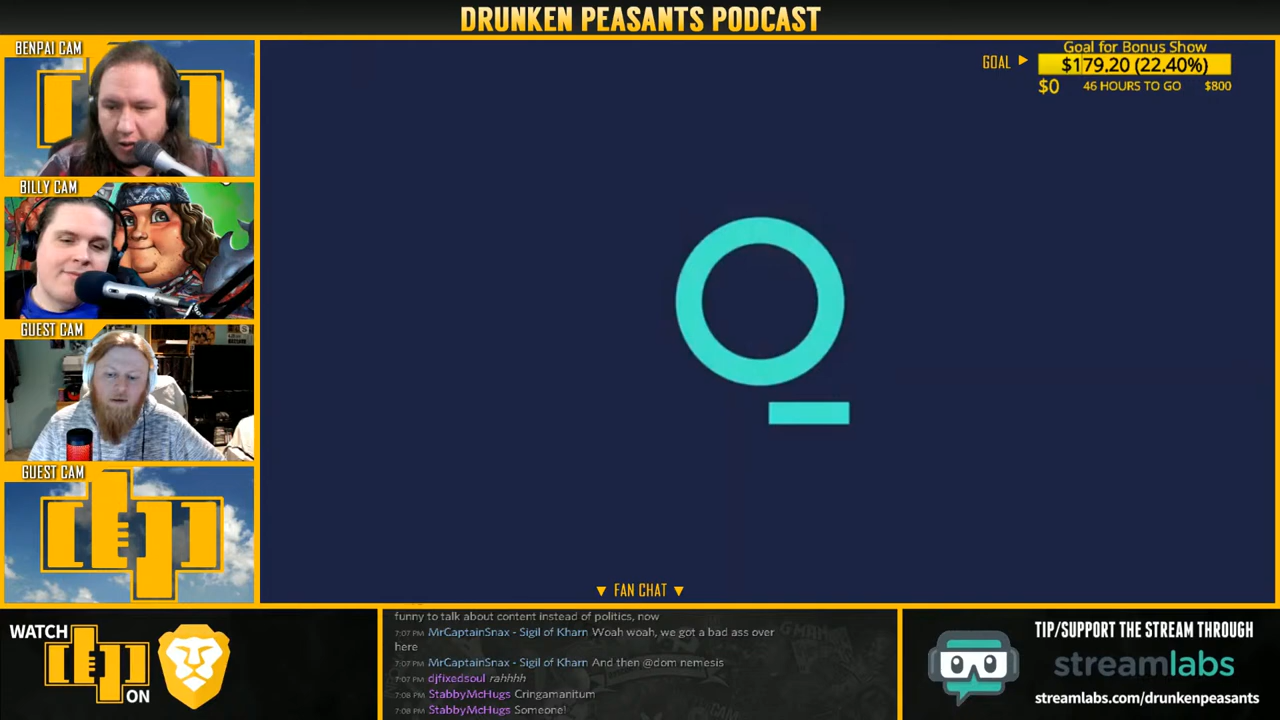 DRUNKEN PEASANTS PODCAST
BENPAI CAM
BILLY CAM
GUEST CAM
GUEST CAM
GOAL
Goal for Bonus Show
$179.20 (22.40%)
$0 46 HOURS TO GO $800
▼ FAN CHAT ▼
WATCH
ON
funny to talk about content instead of politics, now
7:07 PM MrCaptainSnax - Sigil of Kharn Woah woah, we got a bad ass over
here
7:07 PM MrCaptainSnax - Sigil of Kharn And then @dom nemesis
7:07 PM djfixedsoul rahhhh
7:08 PM StabbyMcHugs Cringamanitum
7:08 PM StabbyMcHugs Someone!
TIP/SUPPORT THE STREAM THROUGH
streamlabs
streamlabs.com/drunkenpeasants